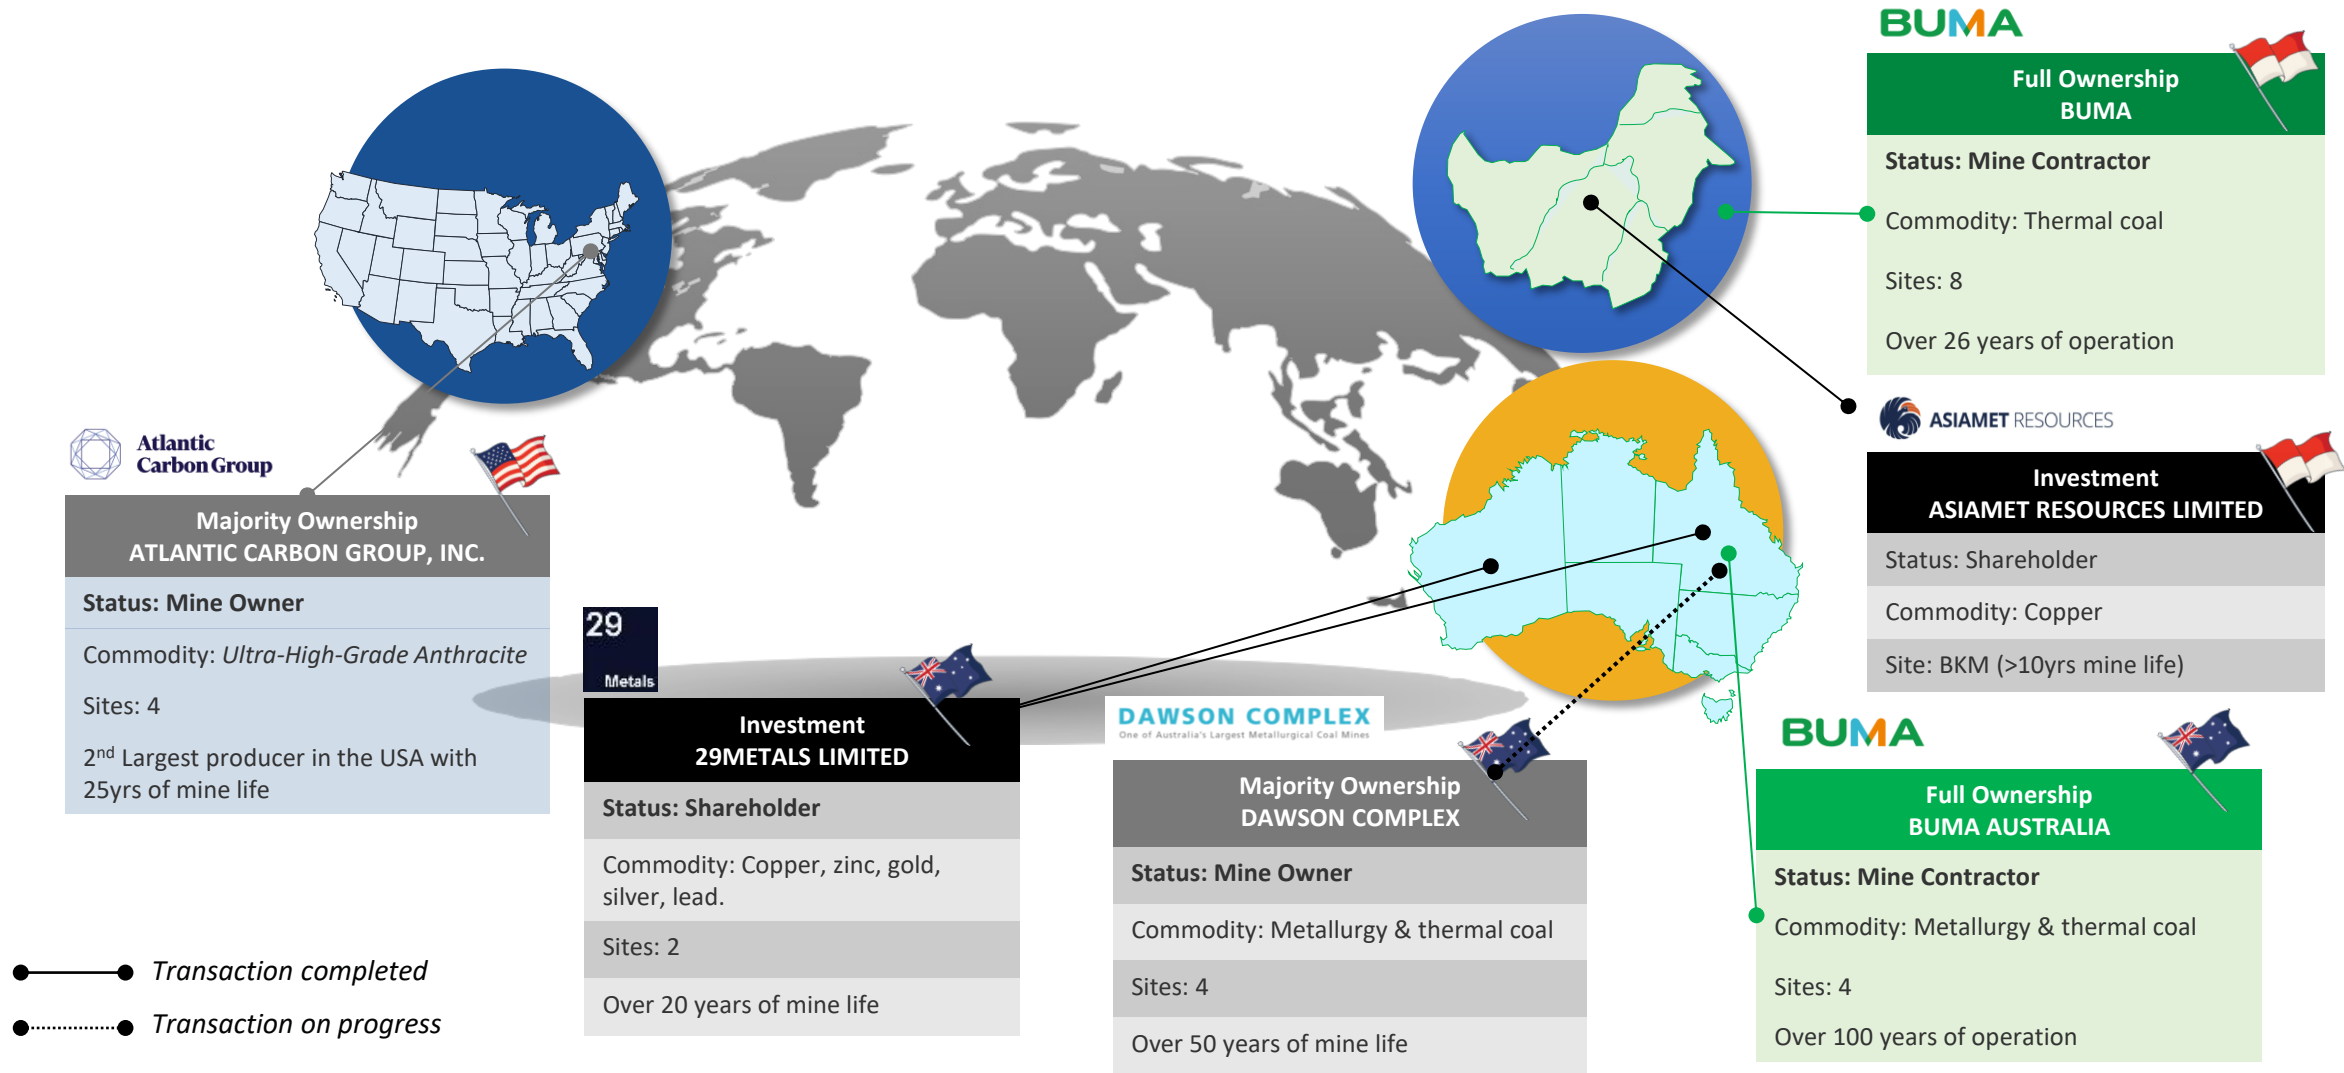 BUMA
Full Ownership
BUMA
Status: Mine Contractor
Commodity: Thermal coal
Sites: 8
Over 26 years of operation
ASIAMET RESOURCES
Investment
ASIAMET RESOURCES LIMITED
Status: Shareholder
Commodity: Copper
Site: BKM (>10yrs mine life)
Atlantic
Carbon Group
Majority Ownership
ATLANTIC CARBON GROUP, INC.
Status: Mine Owner
Commodity: Ultra-High-Grade Anthracite
Sites: 4
2nd Largest producer in the USA with
25yrs of mine life
29
Metals
Investment
29METALS LIMITED
Status: Shareholder
Commodity: Copper, zinc, gold,
silver, lead.
Sites: 2
Over 20 years of mine life
DAWSON COMPLEX
One of Australia's Largest Metallurgical Coal Mines
Majority Ownership
DAWSON COMPLEX
Status: Mine Owner
Commodity: Metallurgy & thermal coal
Sites: 4
Over 50 years of mine life
BUMA
Full Ownership
BUMA AUSTRALIA
Status: Mine Contractor
Commodity: Metallurgy & thermal coal
Sites: 4
Over 100 years of operation
Transaction completed
Transaction on progress